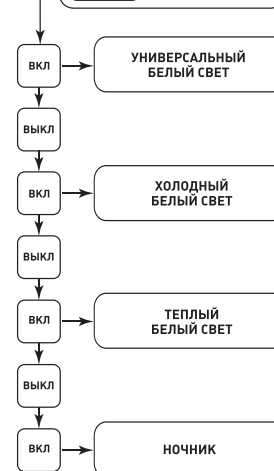 ВКЛ
УНИВЕРСАЛЬНЫЙ
БЕЛЫЙ СВЕТ
ВЫКЛ
ВКЛ
ХОЛОДНЫЙ
БЕЛЫЙ СВЕТ
ВЫКЛ
ВКЛ
ТЕПЛЫЙ
БЕЛЫЙ СВЕТ
ВЫКЛ
ВКЛ
НОЧНИК